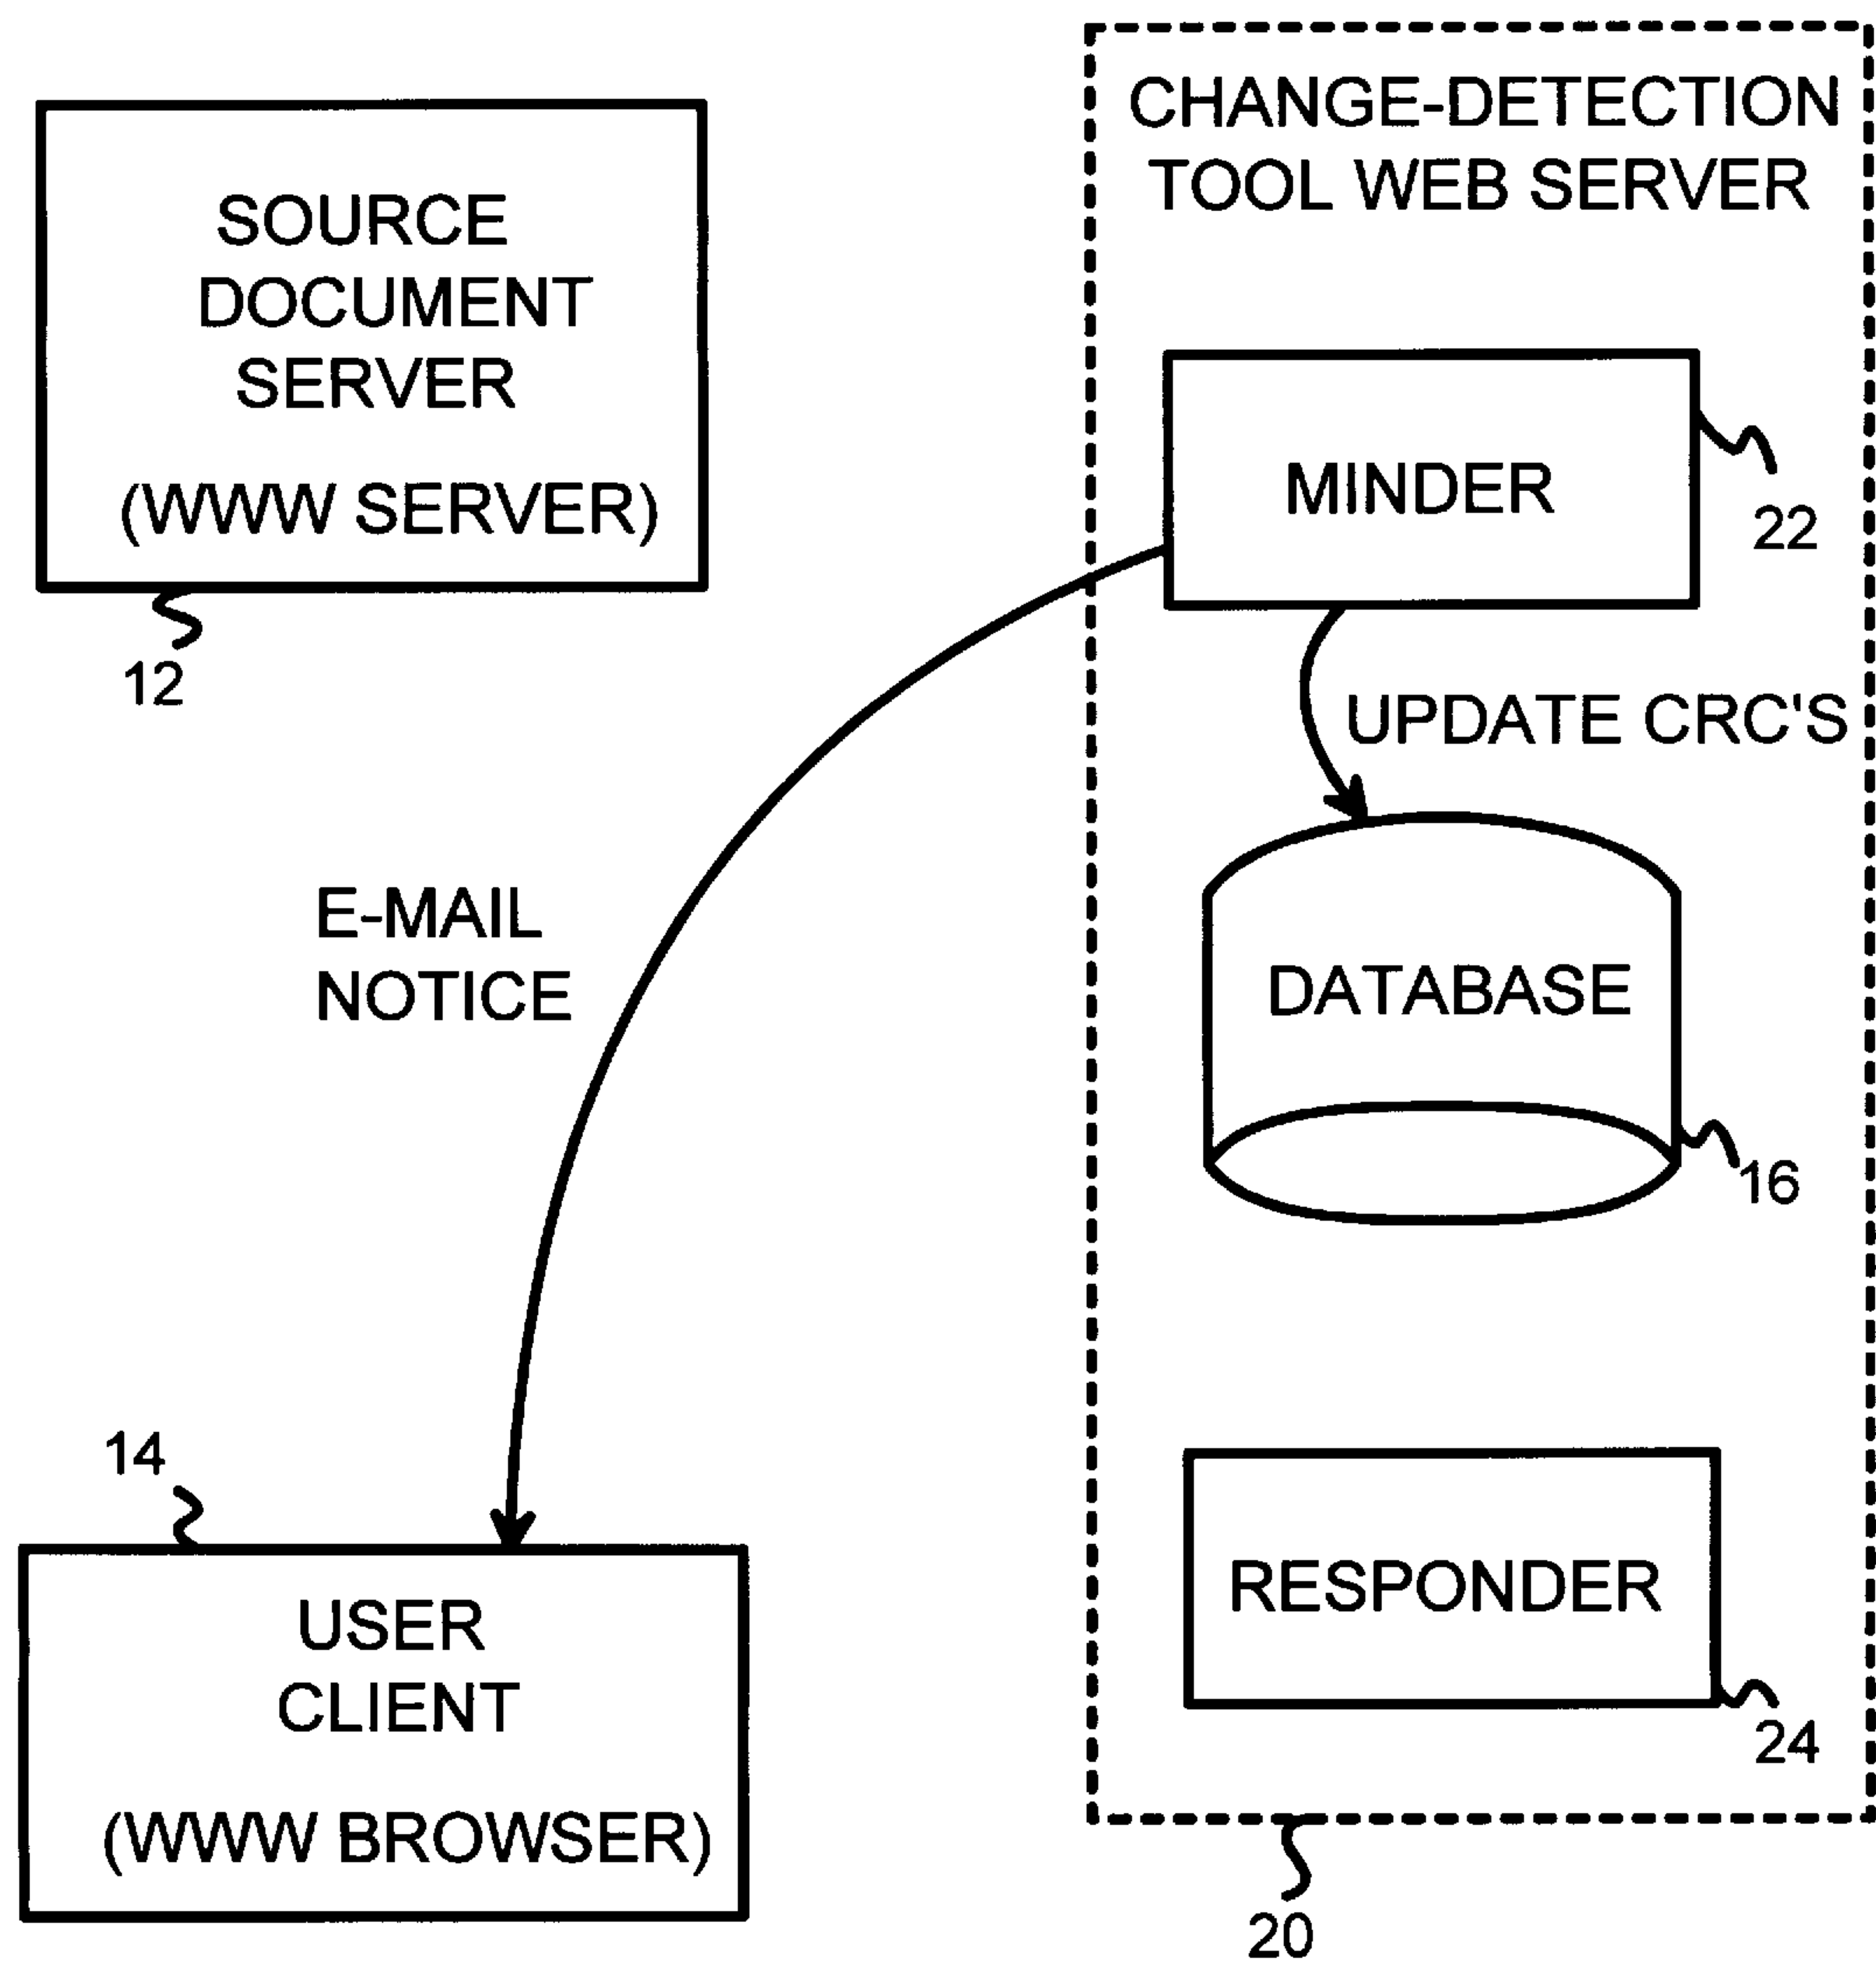 SOURCE
DOCUMENT
SERVER
(WWW SERVER)
12
CHANGE-DETECTION
TOOL WEB SERVER
MINDER
22
UPDATE CRC'S
E-MAIL
NOTICE
DATABASE
16
14
USER
CLIENT
(WWW BROWSER)
RESPONDER
24
20